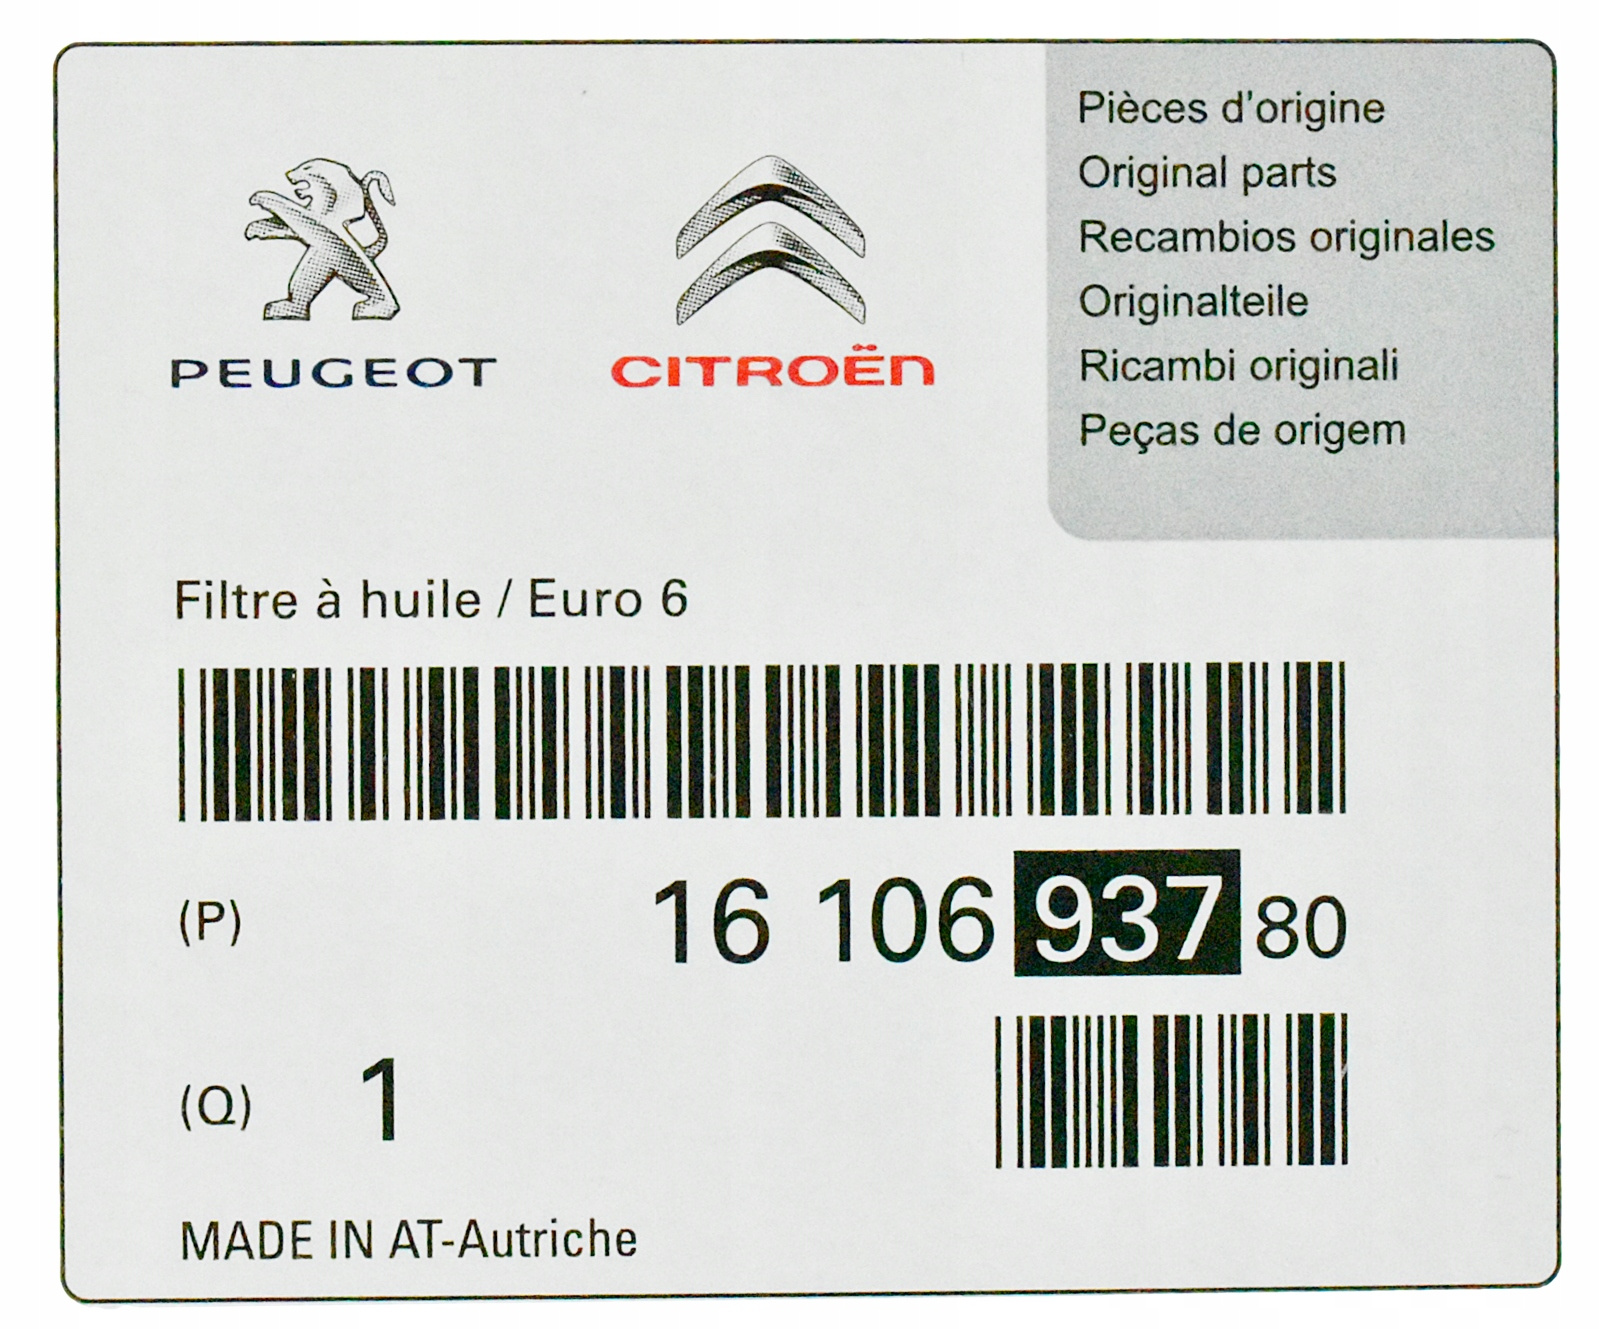 PEUGEOT
CITROËN
Pièces d'origine
Original parts
Recambios originales
Originalteile
Ricambi originali
Peças de origem
Filtre à huile / Euro 6
(P) 16 106 937 80
(Q) 1
MADE IN AT-Autriche